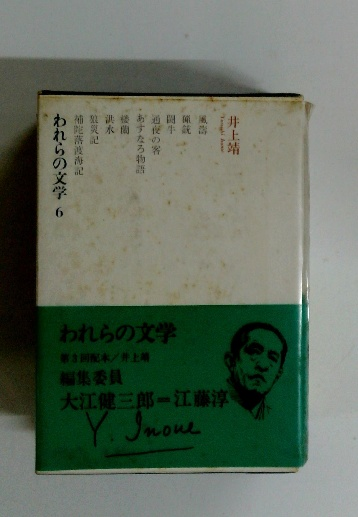 井上靖
Yasushi Inoue
風濤
猟銃
闘牛
通夜の客
あすなろ物語
楼蘭
洪水
狼災記
補陀落渡海記
われらの文学 6
われらの文学
第3回配本/井上靖
編集委員
大江健三郎=江藤淳
Y. Inoue